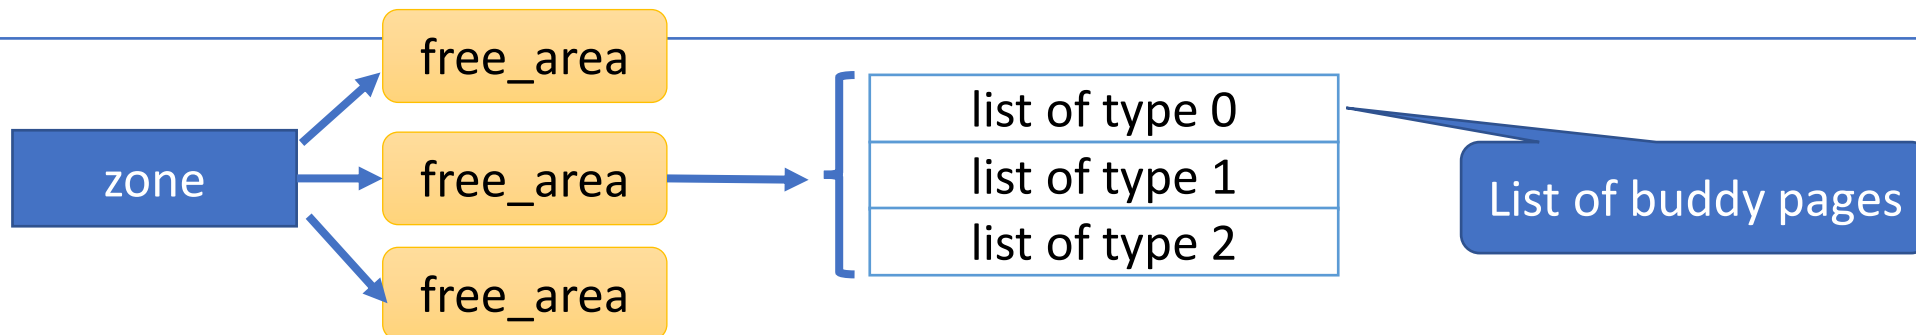 free_area
zone
free_area
free_area
list of type 0
list of type 1
list of type 2
List of buddy pages